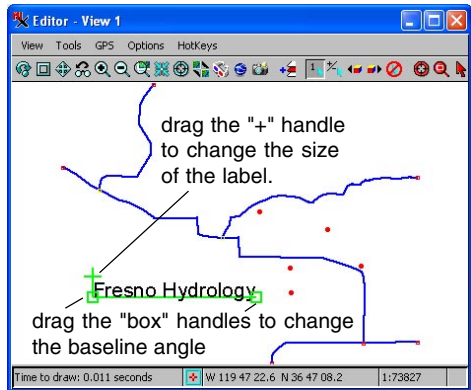 Editor - View 1
View Tools GPS Options HotKeys
drag the "+" handle
to change the size
of the label.
Fresno Hydrology
drag the "box" handles to change
the baseline angle
Time to draw: 0.011 seconds W 119 47 22.6 N 36 47 08.2 1:73827